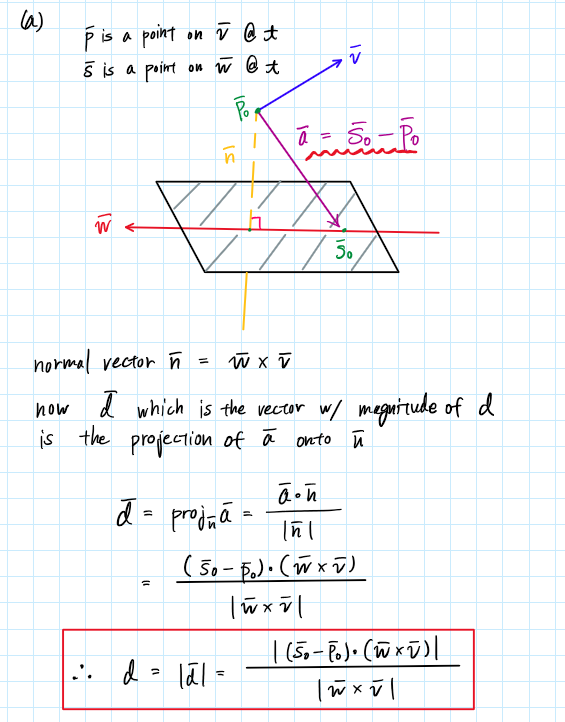 (a)
p̄ is a point on v̄ @ t
s̄ is a point on w̄ @ t
v̄
p̄₀
ā = s̄₀ − p̄₀
n̄
w̄
s̄₀
normal vector n̄ = w̄ × v̄
now d̄ which is the vector w/ magnitude of d
is the projection of ā onto n̄
d̄ = proj_n̄ ā = ā·n̄ / |n̄|
= (s̄₀ − p̄₀)·(w̄ × v̄) / |w̄ × v̄|
∴ d = |d̄| = |(s̄₀ − p̄₀)·(w̄ × v̄)| / |w̄ × v̄|